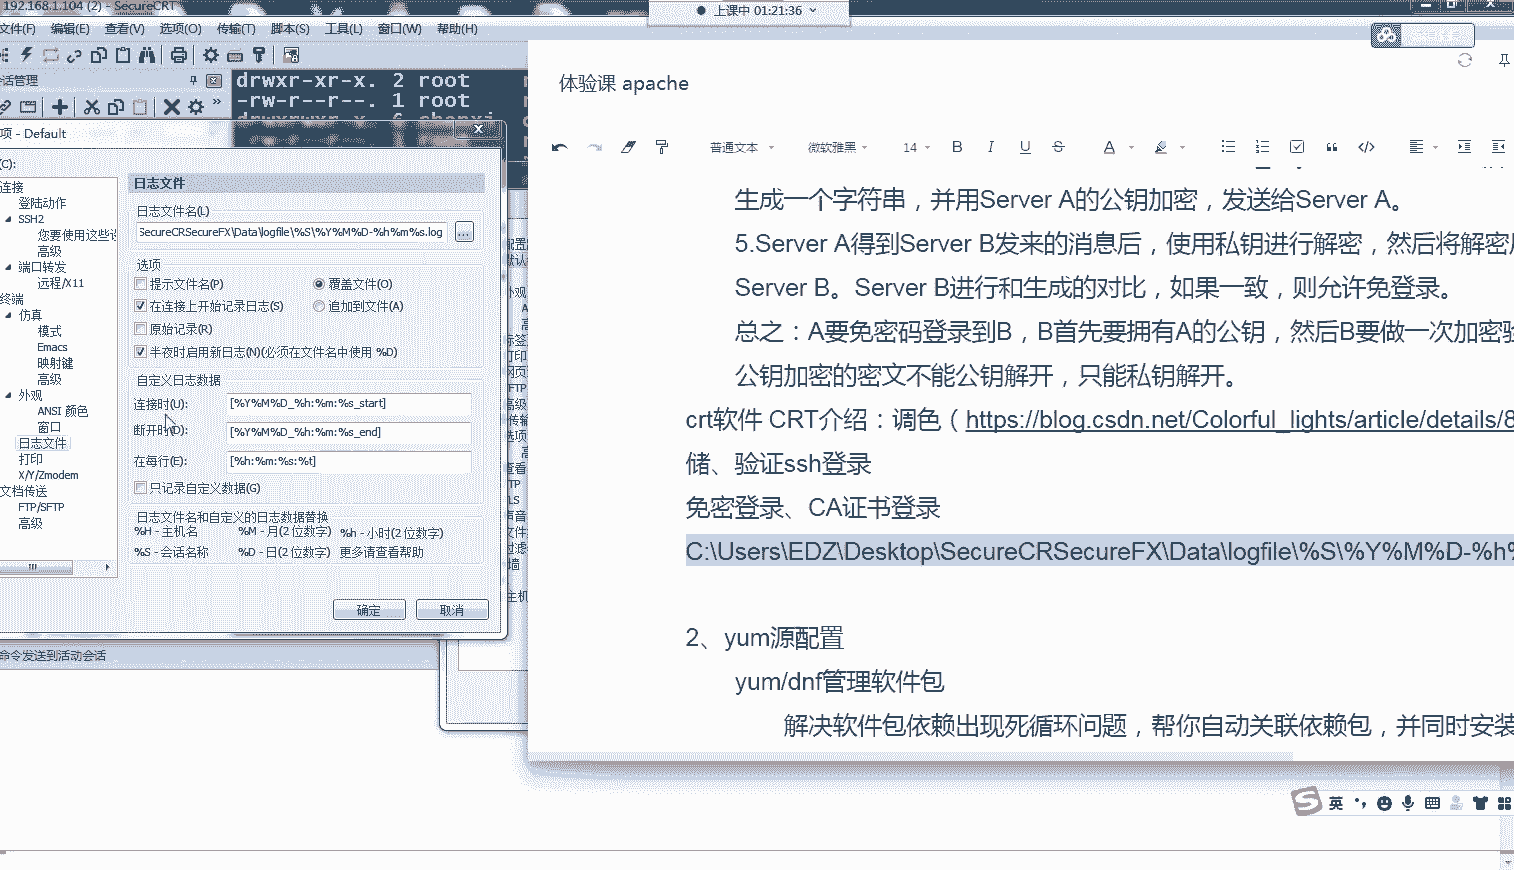 192.168.1.104 (2) - SecureCRT
上课中 01:21:36
文件(F) 编辑(E) 查看(V) 选项(O) 传输(T) 脚本(S) 工具(L) 窗口(W) 帮助(H)
话管理
drwxr-xr-x. 2 root
-rw-r--r--. 1 root
项 - Default
(C):
连接
登陆动作
SSH2
您要使用这些设
高级
端口转发
远程/X11
终端
仿真
模式
Emacs
映射键
高级
外观
ANSI 颜色
窗口
日志文件
打印
X/Y/Zmodem
文档传送
FTP/SFTP
高级
日志文件
日志文件名(L)
SecureCRSecureFX\Data\logfile\%S\%Y%M%D-%h%m%s.log
...
选项
提示文件名(P) 覆盖文件(O)
在连接上开始记录日志(S) 追加到文件(A)
原始记录(R)
半夜时启用新日志(N)(必须在文件名中使用 %D)
自定义日志数据
连接时(U): [%Y%M%D_%h:%m:%s_start]
断开时(D): [%Y%M%D_%h:%m:%s_end]
在每行(E): [%h:%m:%s:%t]
只记录自定义数据(G)
日志文件名和自定义的日志数据替换
%H - 主机名 %M - 月(2位数字) %h - 小时(2位数字)
%S - 会话名称 %D - 日(2位数字) 更多请查看帮助
确定 取消
命令发送到活动会话
体验课 apache
普通文本 微软雅黑 14 B I U S A
生成一个字符串，并用Server A的公钥加密，发送给Server A。
5.Server A得到Server B发来的消息后，使用私钥进行解密，然后将解密
Server B。Server B进行和生成的对比，如果一致，则允许免登录。
总之：A要免密码登录到B，B首先要拥有A的公钥，然后B要做一次加密验
公钥加密的密文不能公钥解开，只能私钥解开。
crt软件 CRT介绍：调色（https://blog.csdn.net/Colorful_lights/article/details/8
储、验证ssh登录
免密登录、CA证书登录
C:\Users\EDZ\Desktop\SecureCRSecureFX\Data\logfile\%S\%Y%M%D-%h%
2、yum源配置
yum/dnf管理软件包
解决软件包依赖出现死循环问题，帮你自动关联依赖包，并同时安装
英